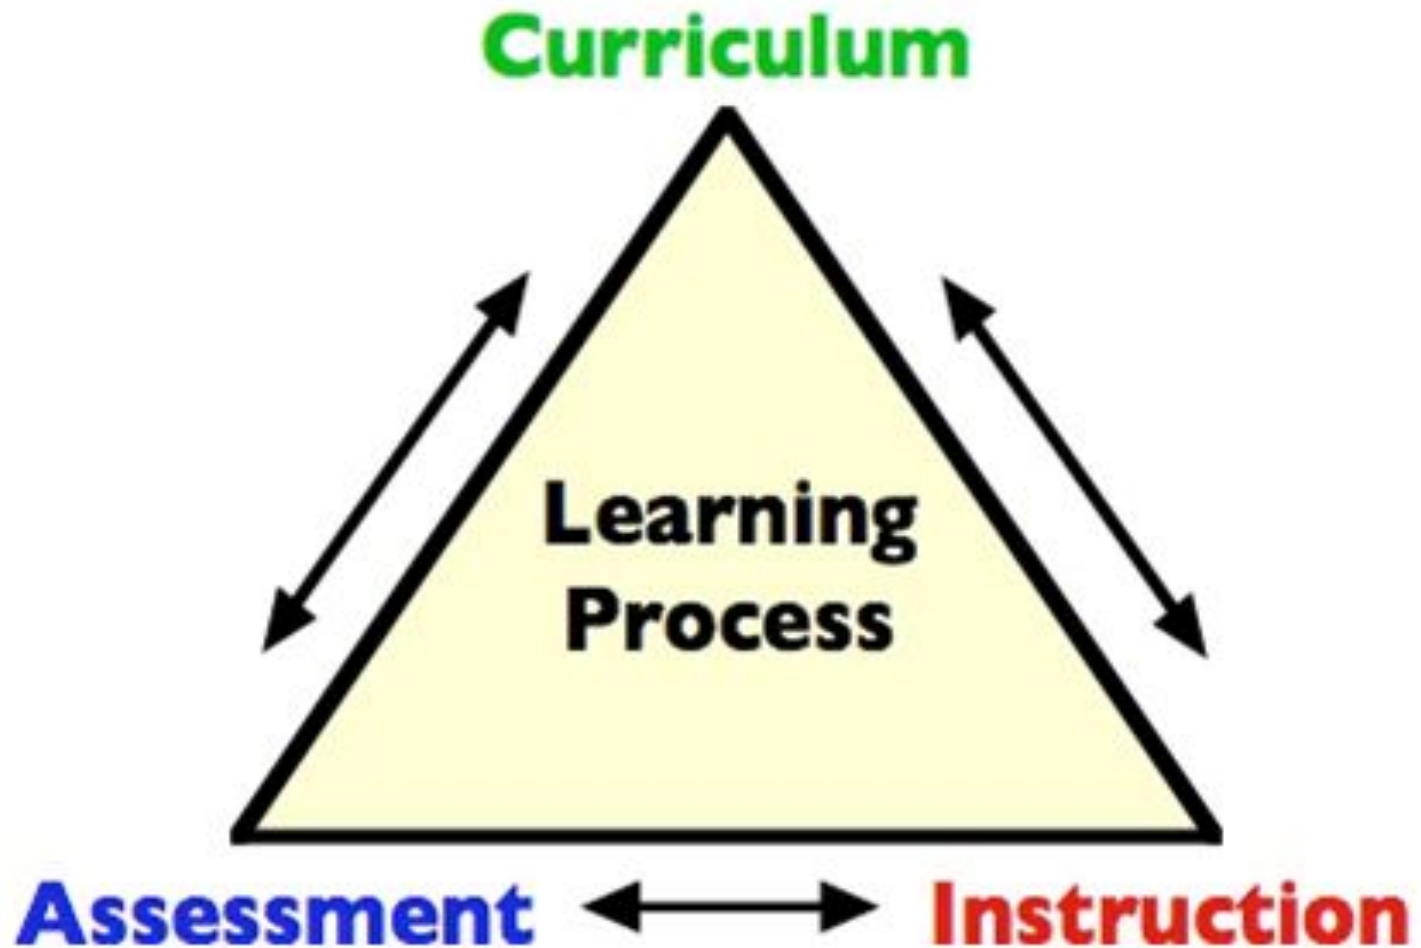 Curriculum
Learning
Process
Assessment
Instruction